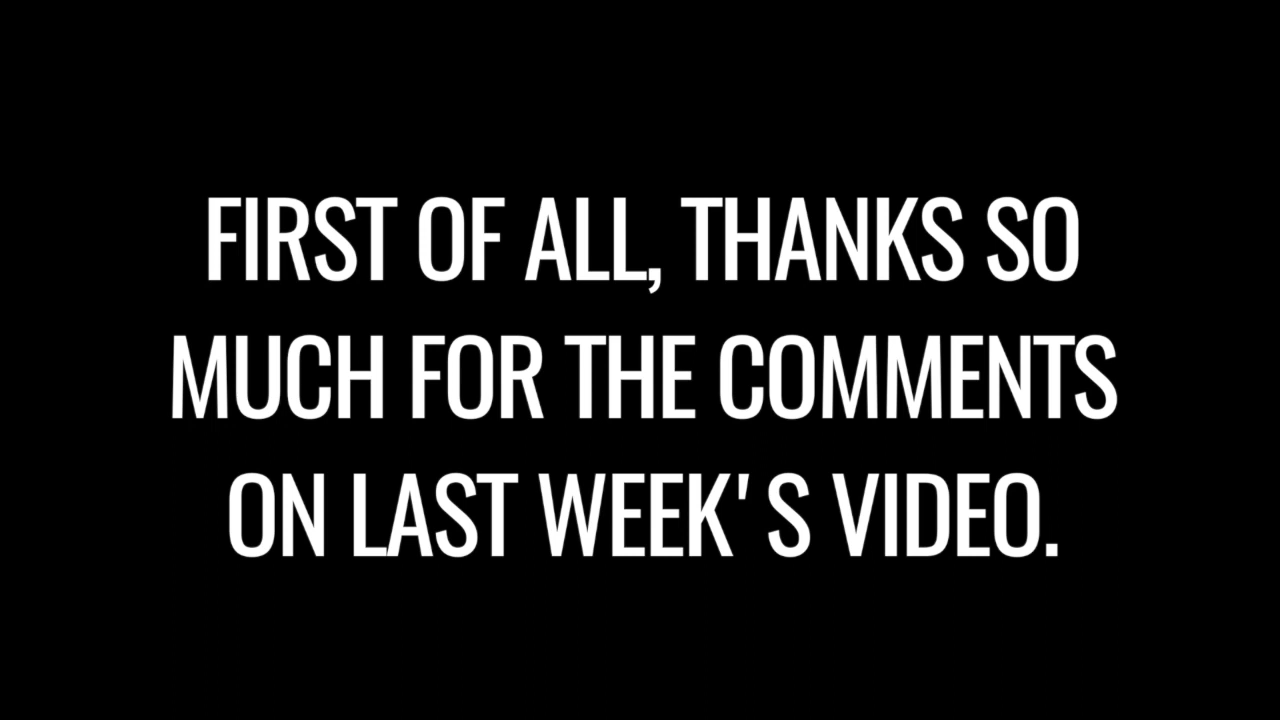 FIRST OF ALL, THANKS SO
MUCH FOR THE COMMENTS
ON LAST WEEK'S VIDEO.